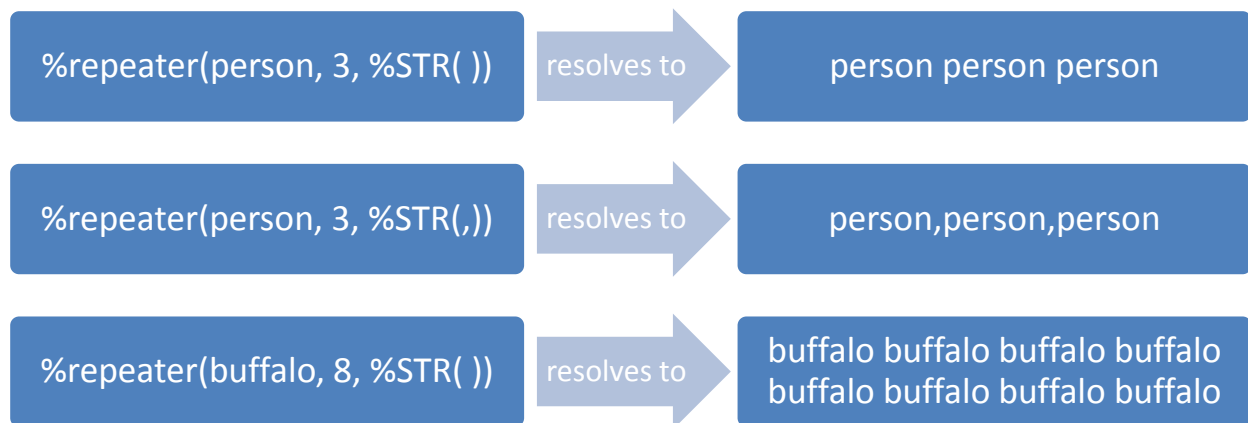 %repeater(person, 3, %STR( ))
resolves to
person person person
%repeater(person, 3, %STR(,))
resolves to
person,person,person
%repeater(buffalo, 8, %STR( ))
resolves to
buffalo buffalo buffalo buffalo
buffalo buffalo buffalo buffalo